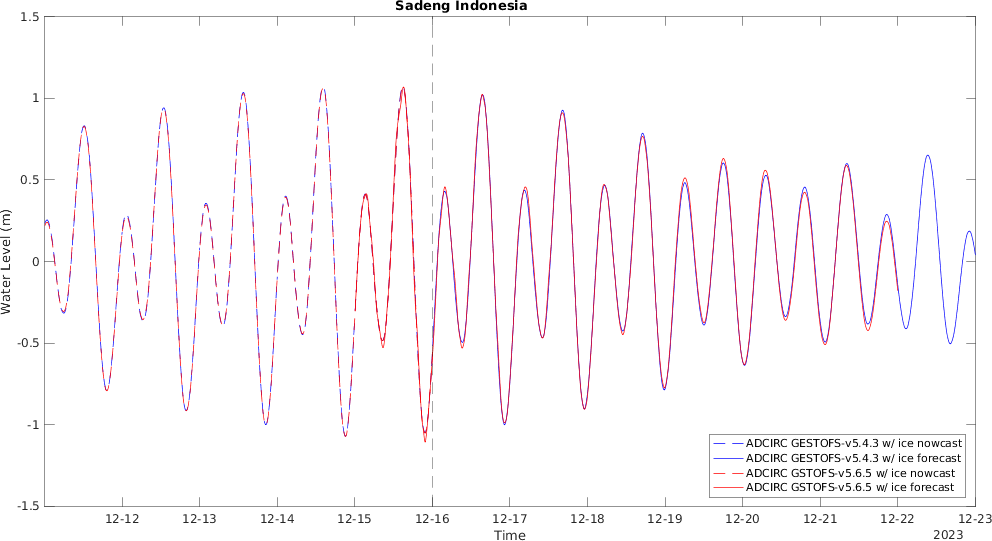 Sadeng Indonesia
1.5
1
0.5
0
-0.5
-1
-1.5
Water Level (m)
ADCIRC GESTOFS-v5.4.3 w/ ice nowcast
ADCIRC GESTOFS-v5.4.3 w/ ice forecast
ADCIRC GSTOFS-v5.6.5 w/ ice nowcast
ADCIRC GSTOFS-v5.6.5 w/ ice forecast
12-12 12-13 12-14 12-15 12-16 12-17 12-18 12-19 12-20 12-21 12-22 12-23
Time
2023